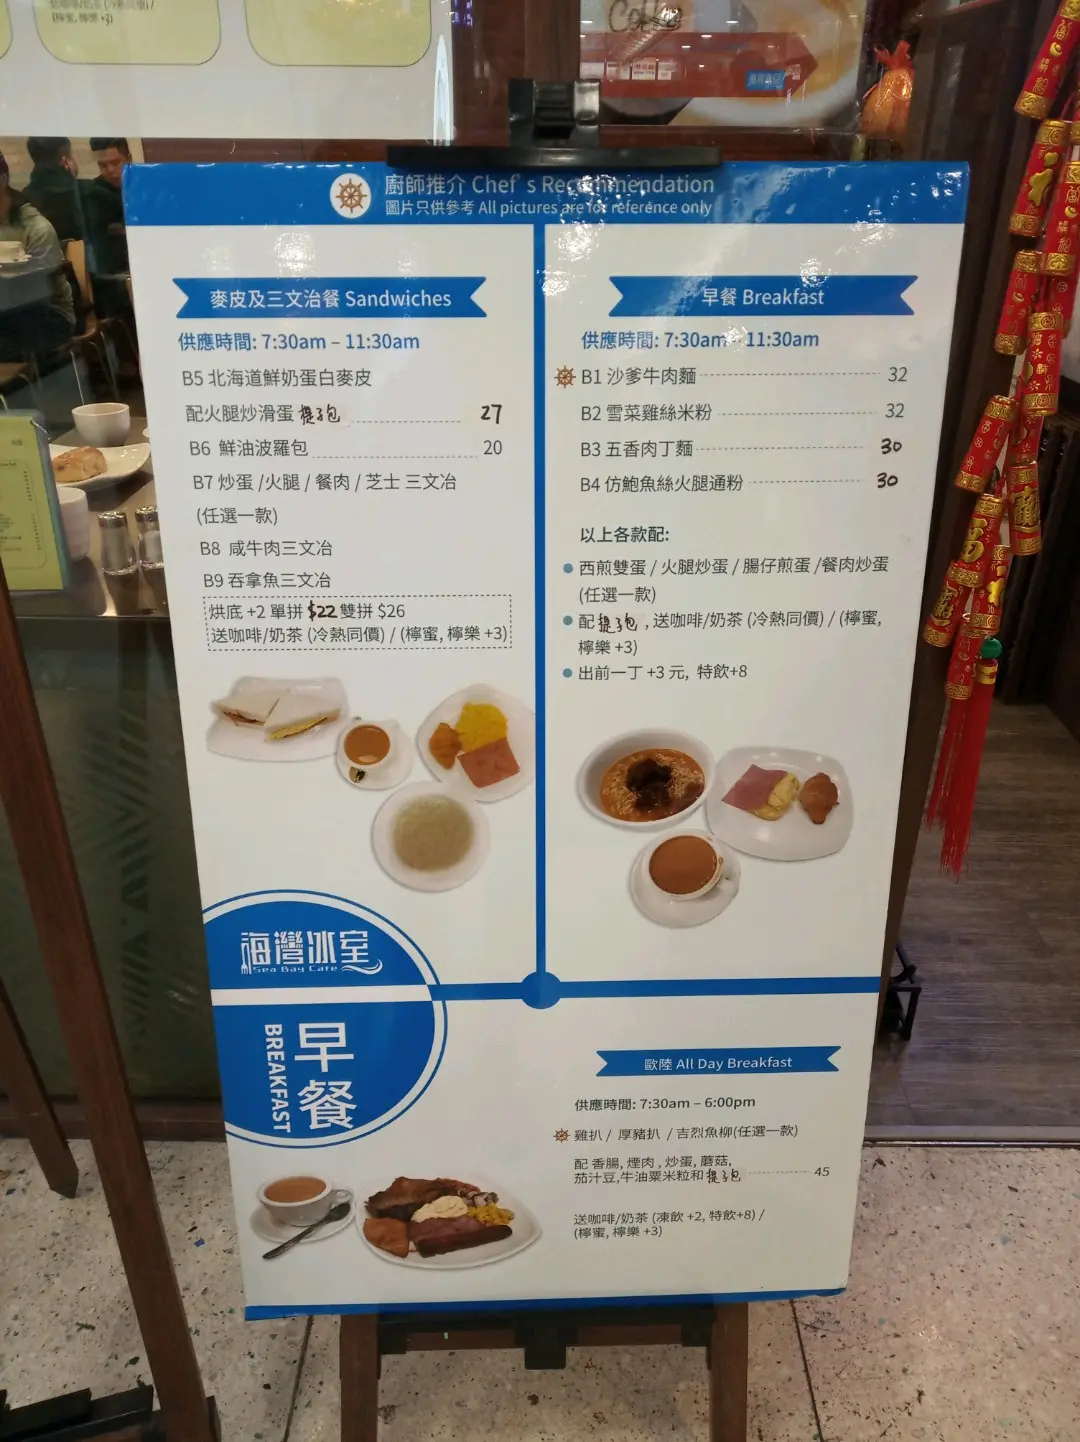 廚師推介 Chef's Recommendation
圖片只供參考 All pictures are for reference only
麥皮及三文治餐 Sandwiches
供應時間: 7:30am – 11:30am
B5 北海道鮮奶蛋白麥皮
配火腿炒滑蛋 提子包 27
B6 鮮油波羅包 20
B7 炒蛋 /火腿 / 餐肉 / 芝士 三文冶
(任選一款)
B8 咸牛肉三文冶
B9 吞拿魚三文冶
烘底 +2 單拼 $22 雙拼 $26
送咖啡/奶茶 (冷熱同價) / (檸蜜, 檸樂 +3)
早餐 Breakfast
供應時間: 7:30am – 11:30am
B1 沙爹牛肉麵 32
B2 雪菜雞絲米粉 32
B3 五香肉丁麵 30
B4 仿鮑魚絲火腿通粉 30
以上各款配:
西煎雙蛋 / 火腿炒蛋 / 腸仔煎蛋 /餐肉炒蛋
(任選一款)
配 提子包 , 送咖啡/奶茶 (冷熱同價) / (檸蜜,
檸樂 +3)
出前一丁 +3 元, 特飲+8
海灣冰室
Sea Bay Cafe
早餐
BREAKFAST
歐陸 All Day Breakfast
供應時間: 7:30am – 6:00pm
雞扒 / 厚豬扒 / 吉烈魚柳(任選一款)
配 香腸, 煙肉 , 炒蛋, 蘑菇,
茄汁豆,牛油粟米粒和 提子包 45
送咖啡/奶茶 (凍飲 +2, 特飲+8) /
(檸蜜, 檸樂 +3)